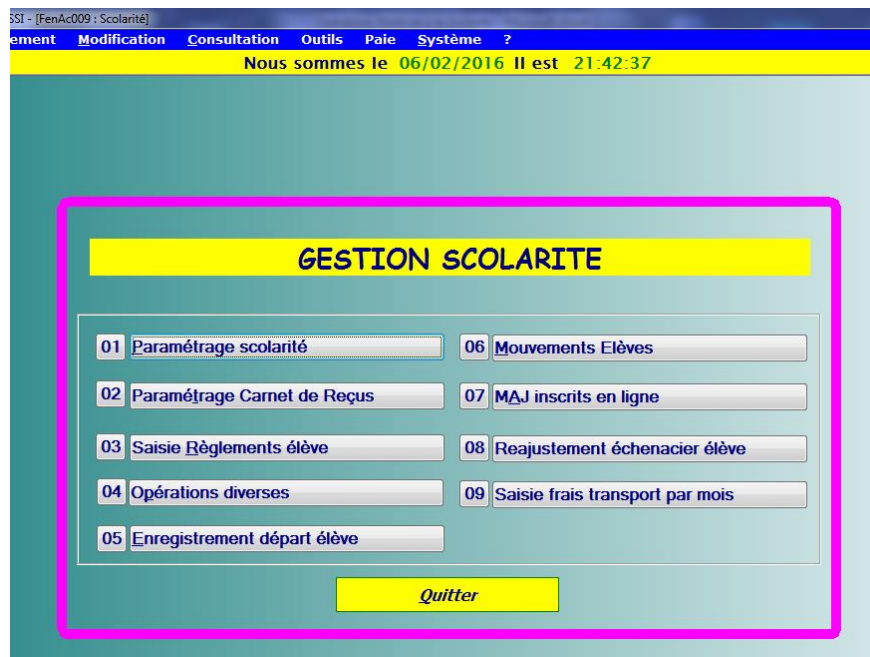 SSI - [FenAc009 : Scolarité]
ement Modification Consultation Outils Paie Système ?
Nous sommes le 06/02/2016 Il est 21:42:37
GESTION SCOLARITE
01 Paramétrage scolarité
02 Paramétrage Carnet de Reçus
03 Saisie Règlements élève
04 Opérations diverses
05 Enregistrement départ élève
06 Mouvements Elèves
07 MAJ inscrits en ligne
08 Reajustement échenacier élève
09 Saisie frais transport par mois
Quitter